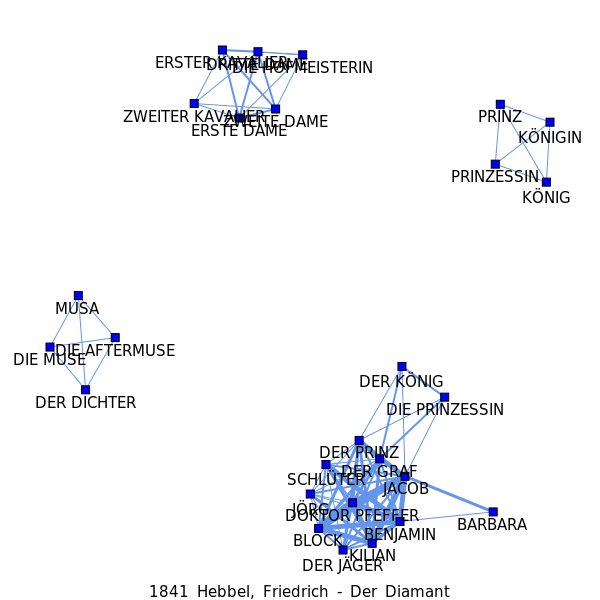 ERSTER KAVALIER
DRITTE DAME
DIE HOFMEISTERIN
ZWEITER KAVALIER
ZWEITE DAME
ERSTE DAME
PRINZ
KÖNIGIN
PRINZESSIN
KÖNIG
MUSA
DIE AFTERMUSE
DIE MUSE
DER DICHTER
DER KÖNIG
DIE PRINZESSIN
DER PRINZ
DER GRAF
SCHLÜTER
JACOB
JÖRG
DOKTOR PFEFFER
BARBARA
BENJAMIN
BLOCK
KILIAN
DER JÄGER
1841 Hebbel, Friedrich - Der Diamant